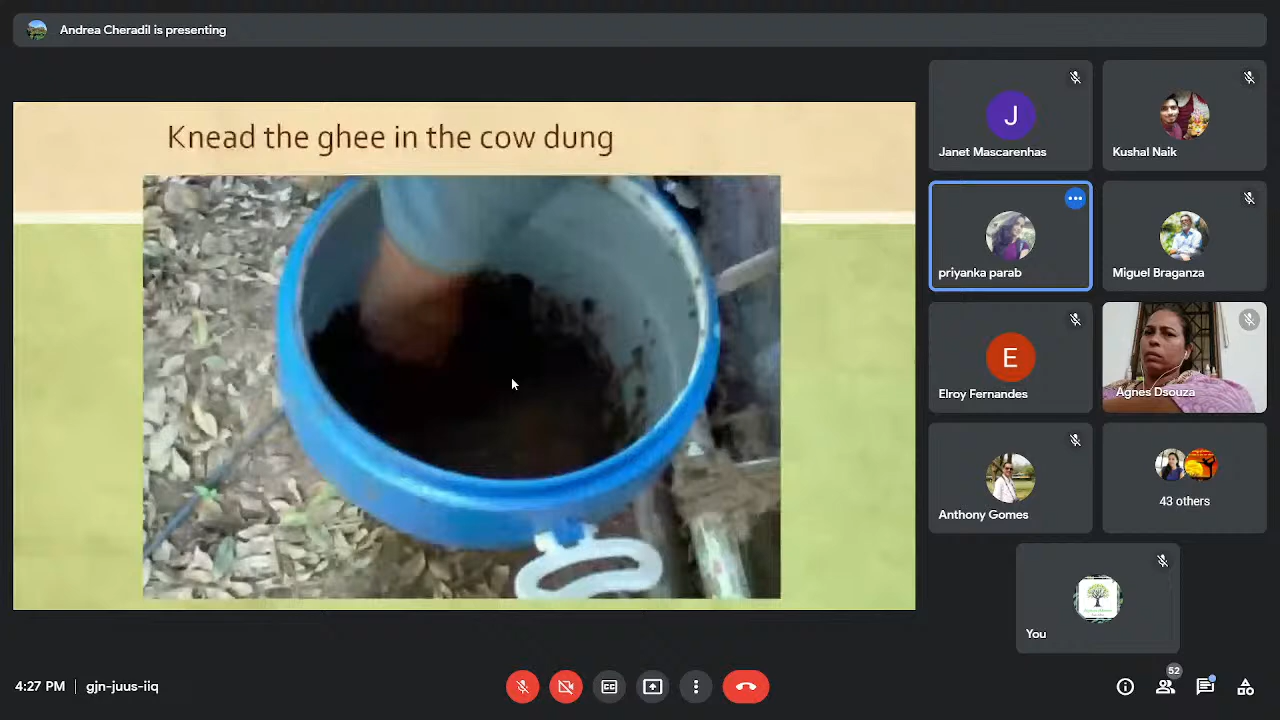 Andrea Cheradil is presenting
Knead the ghee in the cow dung
J
Janet Mascarenhas
Kushal Naik
priyanka parab
Miguel Braganza
E
Elroy Fernandes
Agnes Dsouza
Anthony Gomes
43 others
You
4:27 PM | gjn-juus-iiq
CC
52